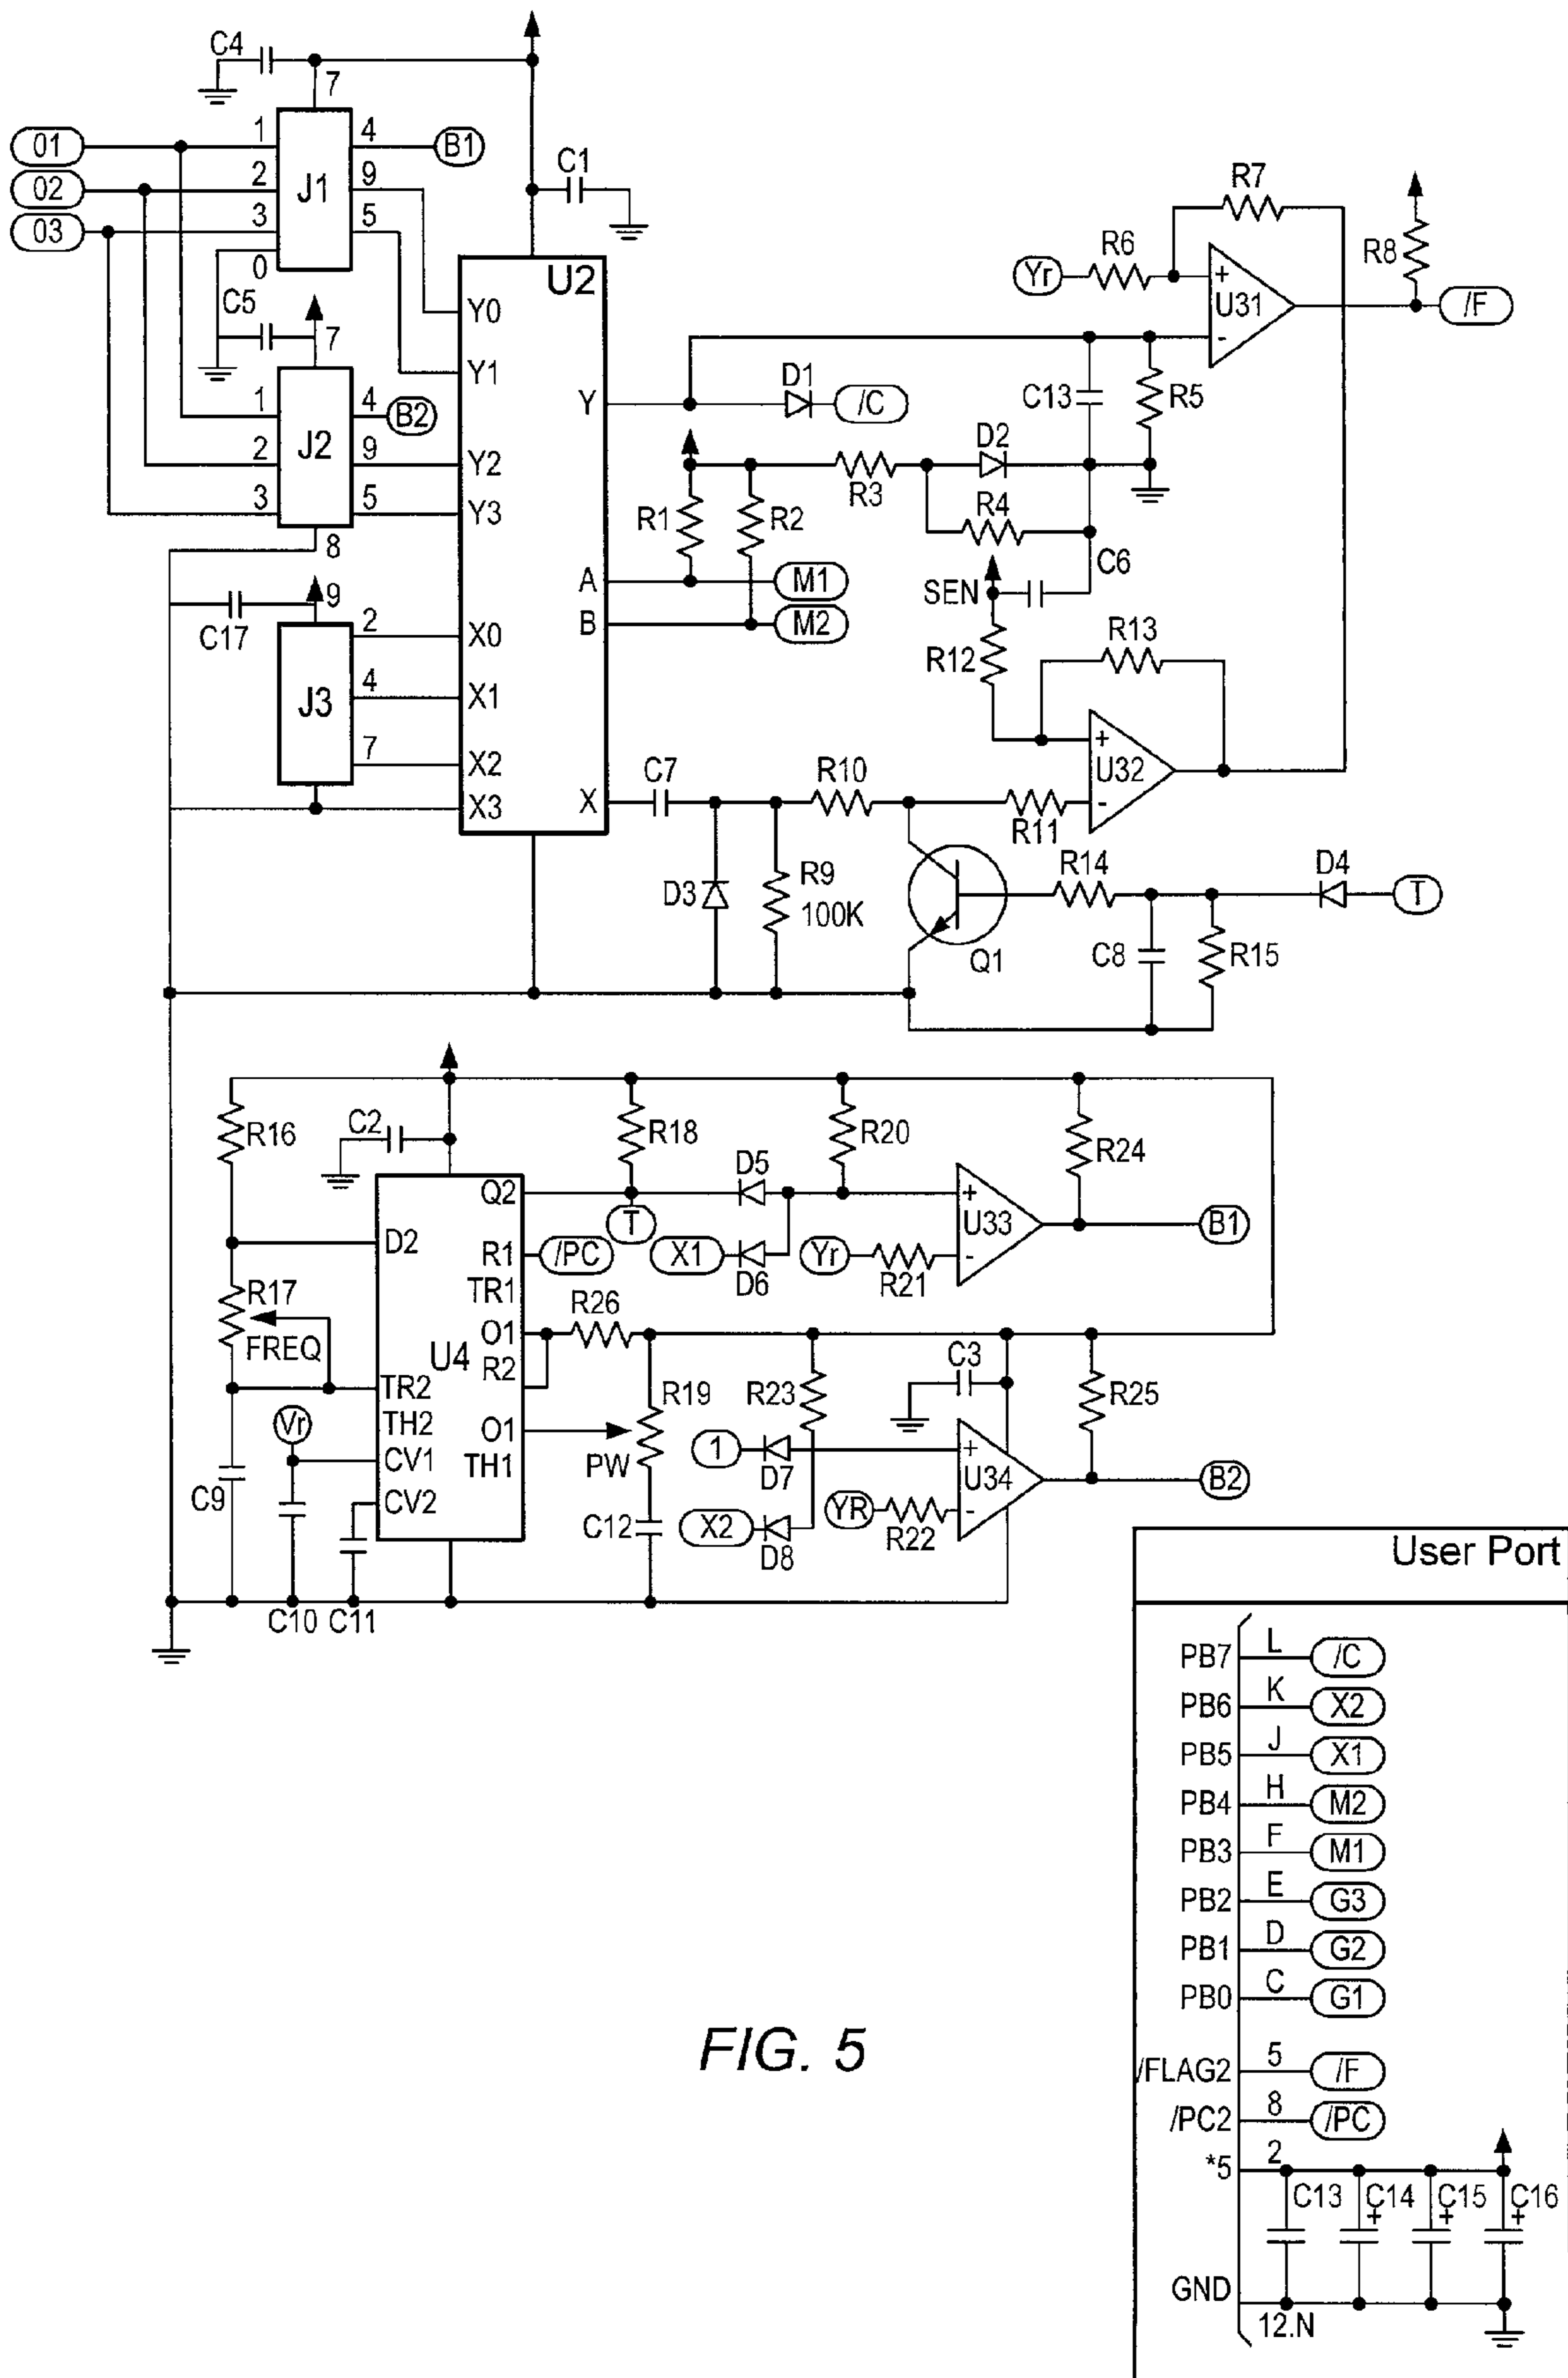 C4
7
01
1
4
B1
C1
02
2
J1
9
03
3
5
0
R7
R6
R8
Yr
+
U31
/F
-
U2
C5
7
Y0
Y1
1
4
B2
Y
D1
/C
C13
R5
J2
2
9
Y2
D2
R3
3
5
Y3
R1
R2
R4
8
A
M1
C6
9
SEN
B
M2
C17
2
X0
R12
R13
J3
4
X1
+
7
X2
C7
R10
U32
X3
X
R11
-
D3
R9
100K
R14
D4
T
Q1
C8
R15
R16
C2
R18
R20
R24
D5
Q2
+
T
U33
B1
D2
R1
/PC
X1
D6
Yr
R21
-
R17
TR1
R26
FREQ
U4
O1
R2
C3
R19
R23
R25
TR2
Vr
TH2
O1
1
D7
+
CV1
TH1
PW
U34
B2
C9
CV2
YR
R22
-
C12
X2
D8
C10
C11
User Port
PB7
L
/C
PB6
K
X2
PB5
J
X1
PB4
H
M2
PB3
F
M1
PB2
E
G3
PB1
D
G2
PB0
C
G1
/FLAG2
5
/F
/PC2
8
/PC
*5
2
C13
C14
+
C15
+
C16
+
GND
12.N
FIG. 5